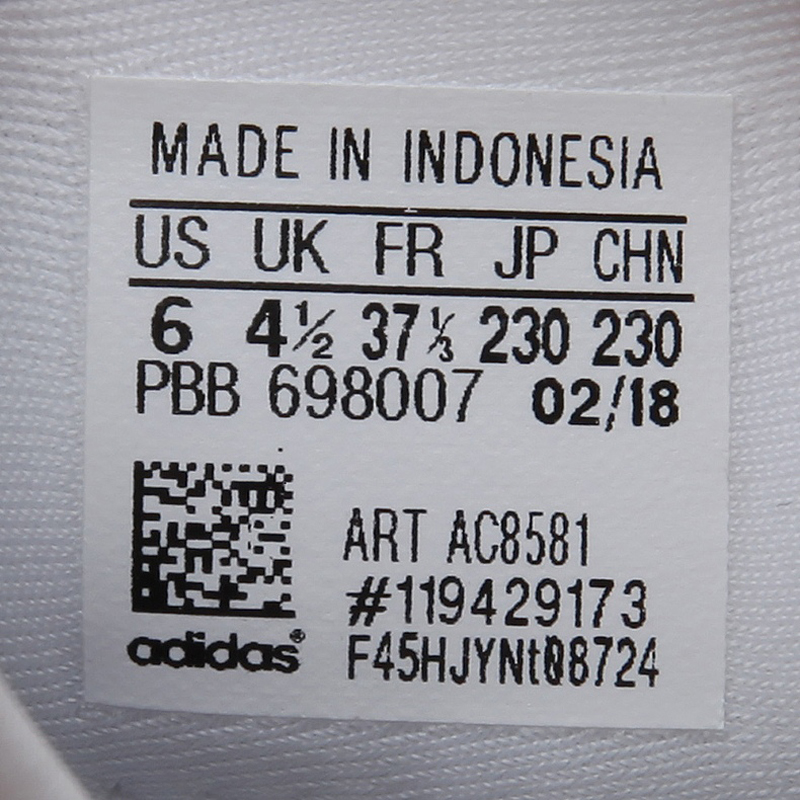 MADE IN INDONESIA
US UK FR JP CHN
6 4½ 37⅓ 230 230
PBB 698007 02/18
ART AC8581
#119429173
adidas® F45HJYNt08724